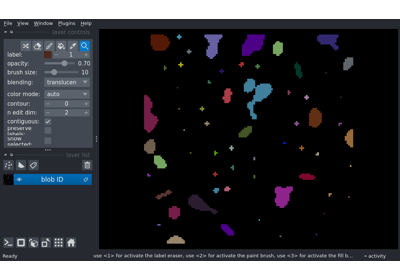 File View Window Plugins Help
layer controls
label: 1
opacity: 0.70
brush size: 10
blending: translucen
color mode: auto
contour: 0
n edit dim: 2
contiguous:
preserve labels:
show selected:
layer list
blob ID
Ready
use <1> for activate the label eraser, use <2> for activate the paint brush, use <3> for activate the fill b...
activity